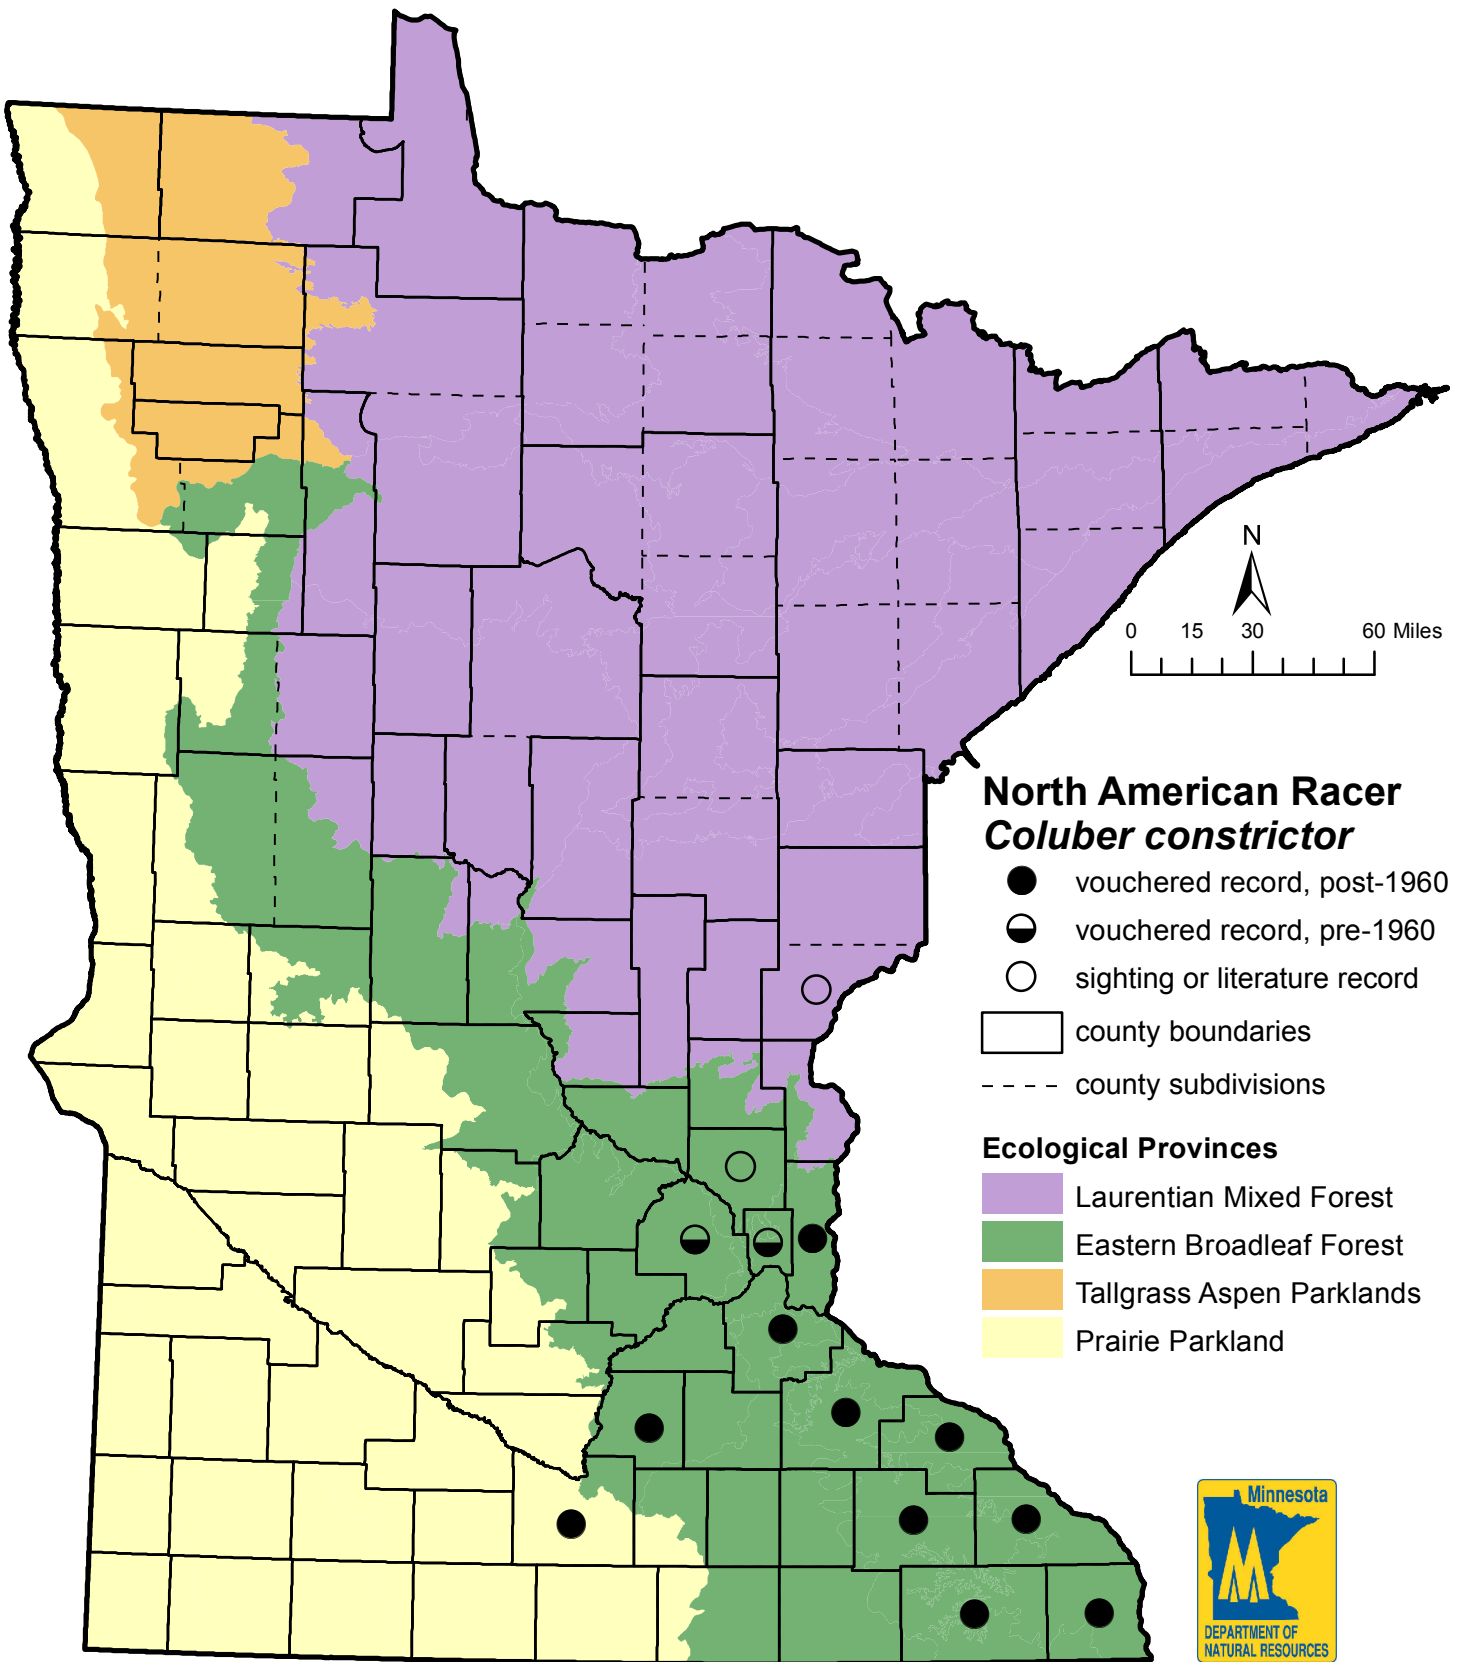 N
0 15 30 60 Miles
North American Racer
Coluber constrictor
vouchered record, post-1960
vouchered record, pre-1960
sighting or literature record
county boundaries
county subdivisions
Ecological Provinces
Laurentian Mixed Forest
Eastern Broadleaf Forest
Tallgrass Aspen Parklands
Prairie Parkland
Minnesota
DEPARTMENT OF
NATURAL RESOURCES